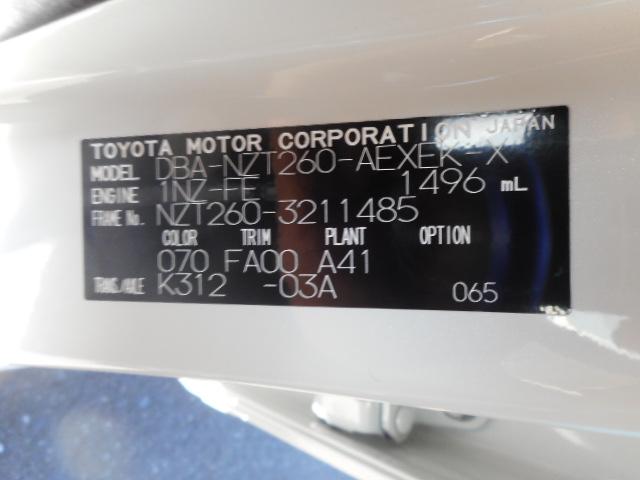 TOYOTA MOTOR CORPORATION JAPAN
MODEL DBA-NZT260-AEXEK-X
ENGINE 1NZ-FE 1496 mL
FRAME No. NZT260-3211485
COLOR TRIM PLANT OPTION
070 FA00 A41
TRANS/AXLE K312 -03A 065